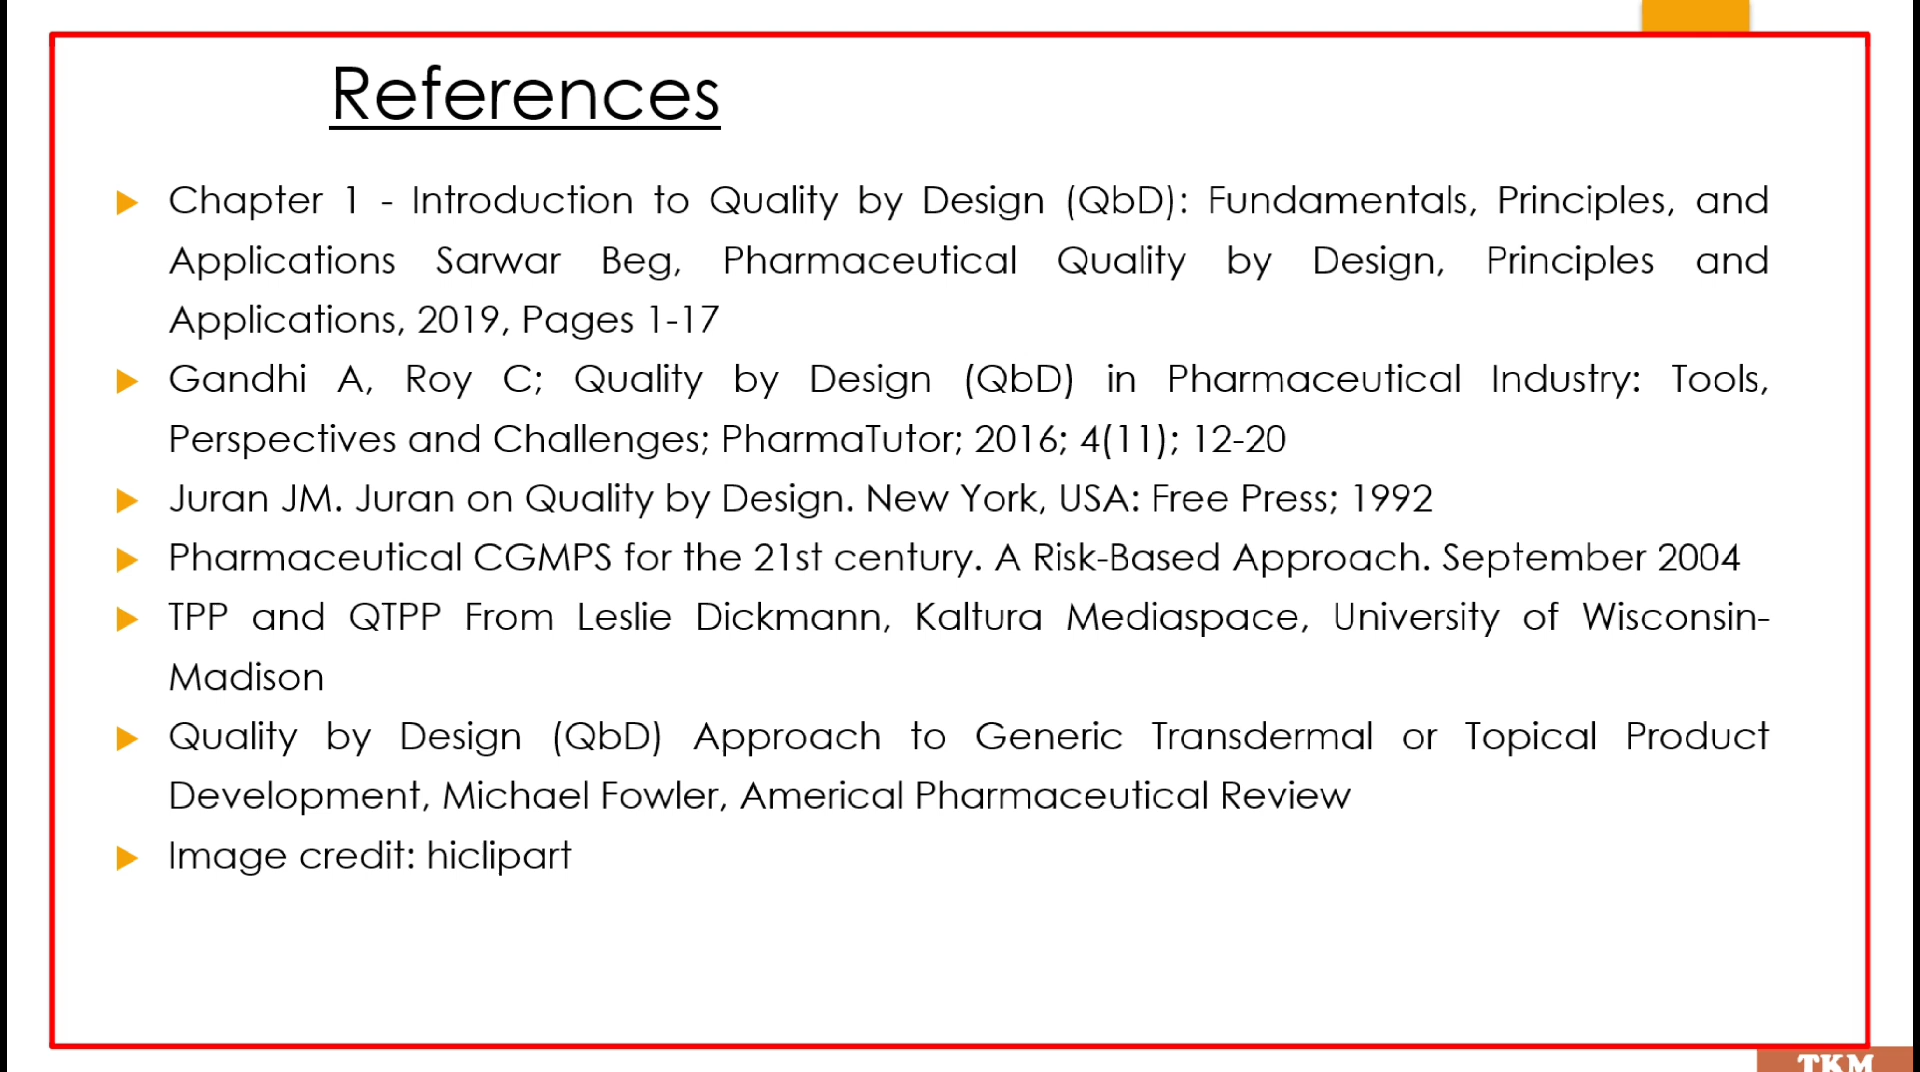 References
Chapter 1 - Introduction to Quality by Design (QbD): Fundamentals, Principles, and
Applications Sarwar Beg, Pharmaceutical Quality by Design, Principles and
Applications, 2019, Pages 1-17
Gandhi A, Roy C; Quality by Design (QbD) in Pharmaceutical Industry: Tools,
Perspectives and Challenges; PharmaTutor; 2016; 4(11); 12-20
Juran JM. Juran on Quality by Design. New York, USA: Free Press; 1992
Pharmaceutical CGMPS for the 21st century. A Risk-Based Approach. September 2004
TPP and QTPP From Leslie Dickmann, Kaltura Mediaspace, University of Wisconsin-
Madison
Quality by Design (QbD) Approach to Generic Transdermal or Topical Product
Development, Michael Fowler, Americal Pharmaceutical Review
Image credit: hiclipart
TKM